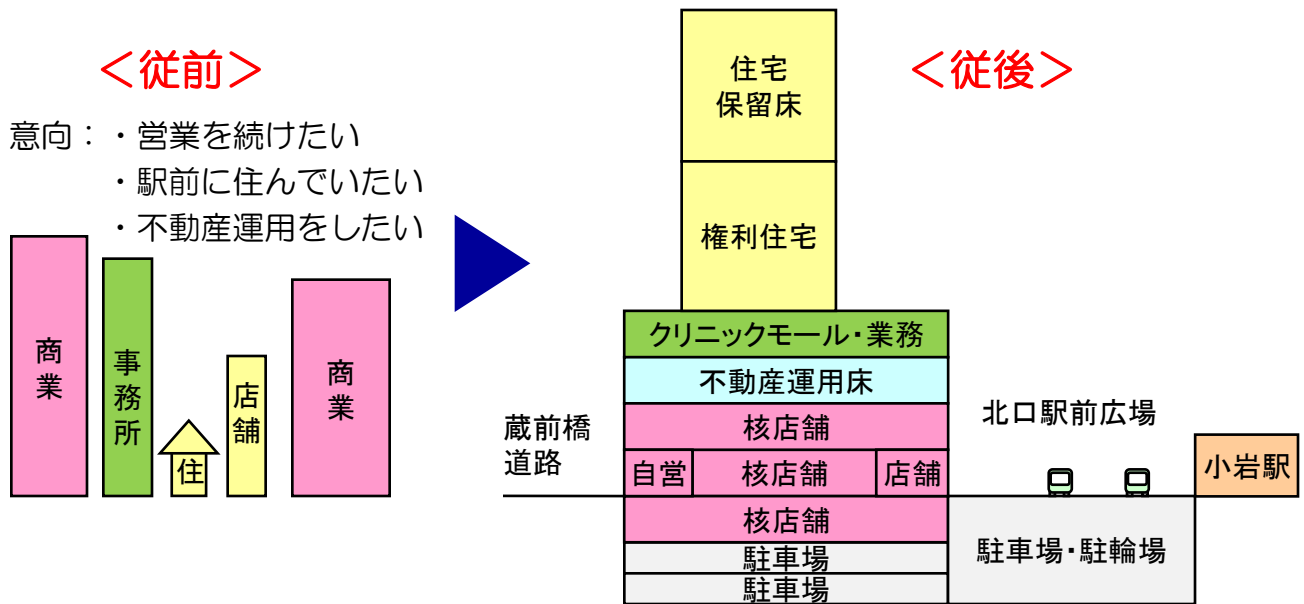 ＜従前＞
意向：・営業を続けたい
・駅前に住んでいたい
・不動産運用をしたい
商業
事務所
住
店舗
商業
＜従後＞
住宅
保留床
権利住宅
クリニックモール・業務
不動産運用床
核店舗
自営
核店舗
店舗
核店舗
駐車場
駐車場
蔵前橋
道路
北口駅前広場
小岩駅
駐車場・駐輪場